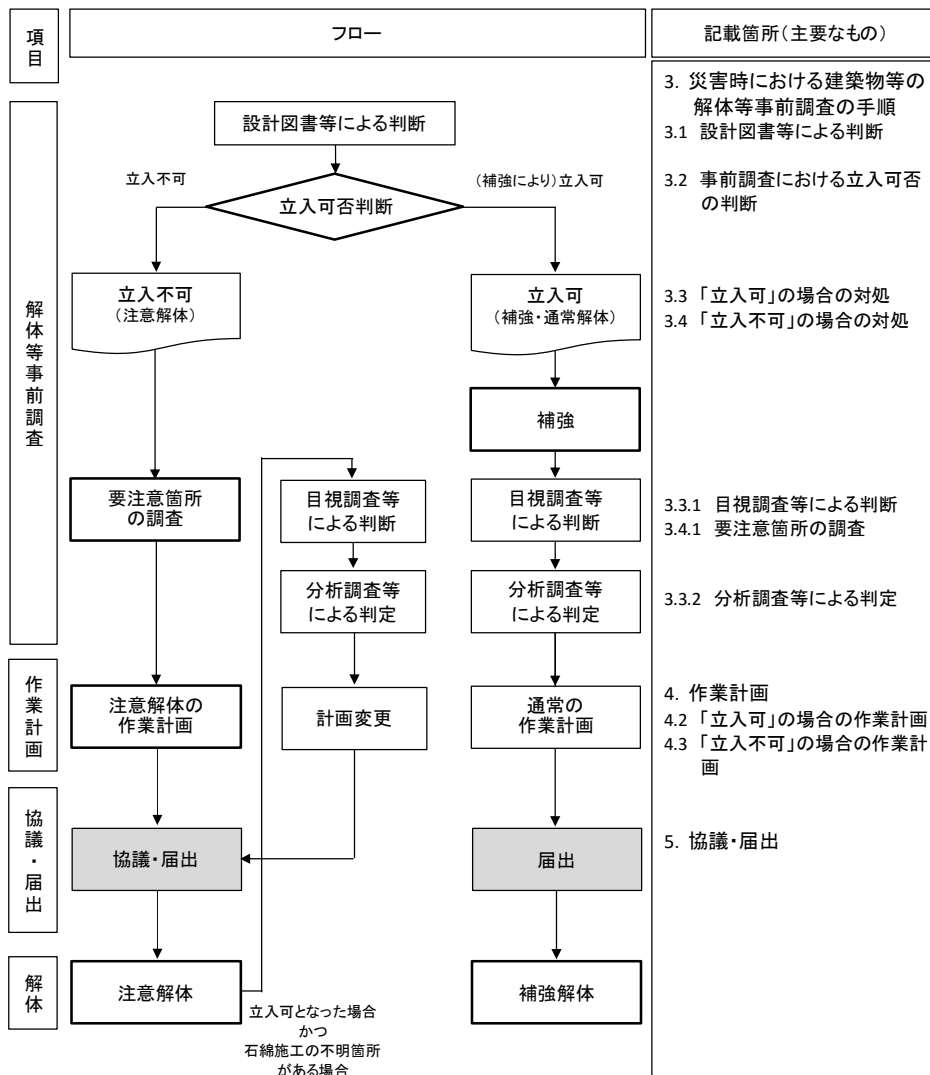 項
目
フロー
記載箇所(主要なもの)
解体等事前調査
設計図書等による判断
立入不可
(補強により)立入可
立入可否判断
立入不可
(注意解体)
立入可
(補強・通常解体)
補強
要注意箇所
の調査
目視調査等
による判断
目視調査等
による判断
分析調査等
による判定
分析調査等
による判定
作業計画
注意解体の
作業計画
計画変更
通常の
作業計画
協議・届出
協議・届出
届出
解体
注意解体
補強解体
立入可となった場合
かつ
石綿施工の不明箇所
がある場合
3. 災害時における建築物等の
解体等事前調査の手順
3.1 設計図書等による判断
3.2 事前調査における立入可否
の判断
3.3 「立入可」の場合の対処
3.4 「立入不可」の場合の対処
3.3.1 目視調査等による判断
3.4.1 要注意箇所の調査
3.3.2 分析調査等による判定
4. 作業計画
4.2 「立入可」の場合の作業計画
4.3 「立入不可」の場合の作業計
画
5. 協議・届出